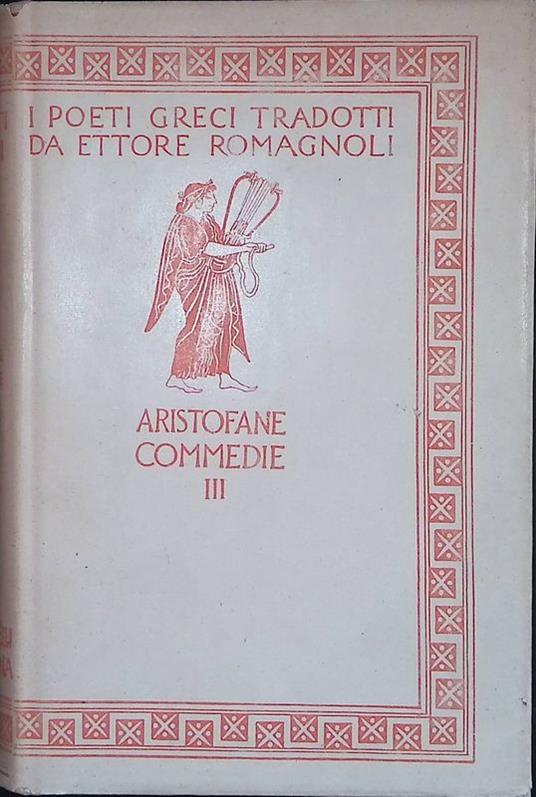 I POETI GRECI TRADOTTI
DA ETTORE ROMAGNOLI
ARISTOFANE
COMMEDIE
III